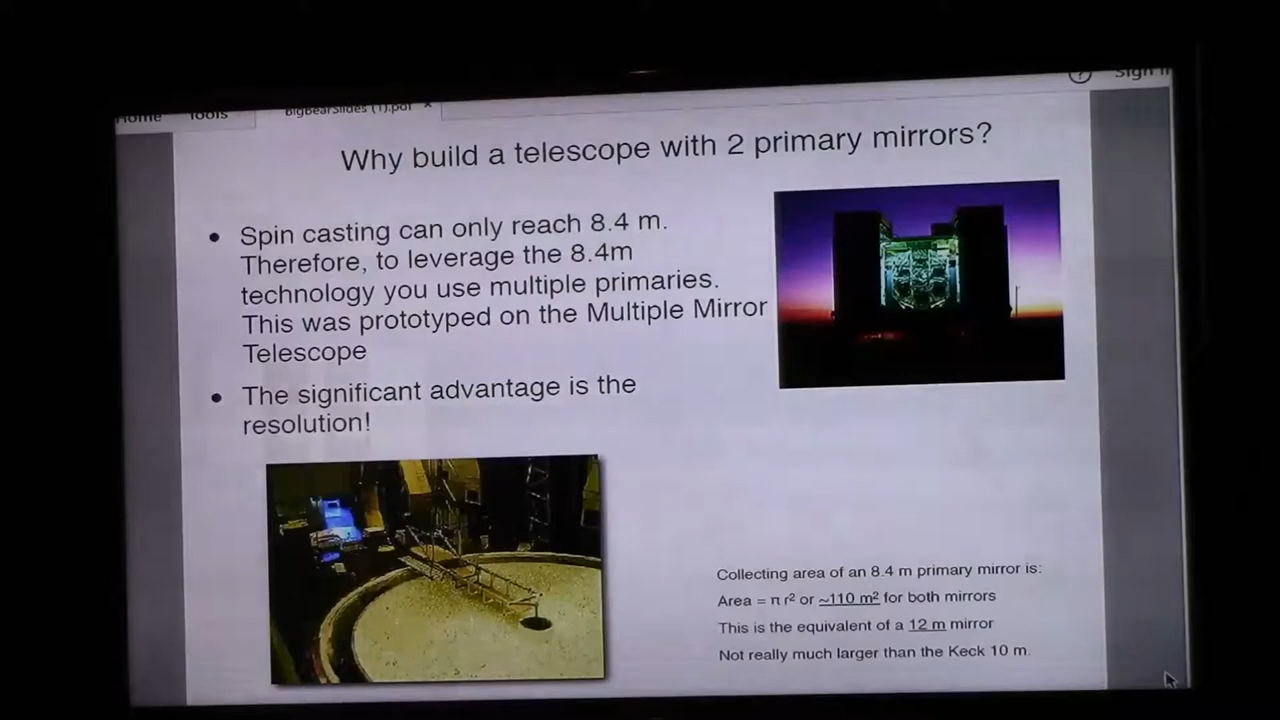 Home Tools BigBearSlides (1).pdf × ? Sign In
Why build a telescope with 2 primary mirrors?
• Spin casting can only reach 8.4 m.
Therefore, to leverage the 8.4m
technology you use multiple primaries.
This was prototyped on the Multiple Mirror
Telescope
• The significant advantage is the
resolution!
Collecting area of an 8.4 m primary mirror is:
Area = π r² or ~110 m² for both mirrors
This is the equivalent of a 12 m mirror
Not really much larger than the Keck 10 m.